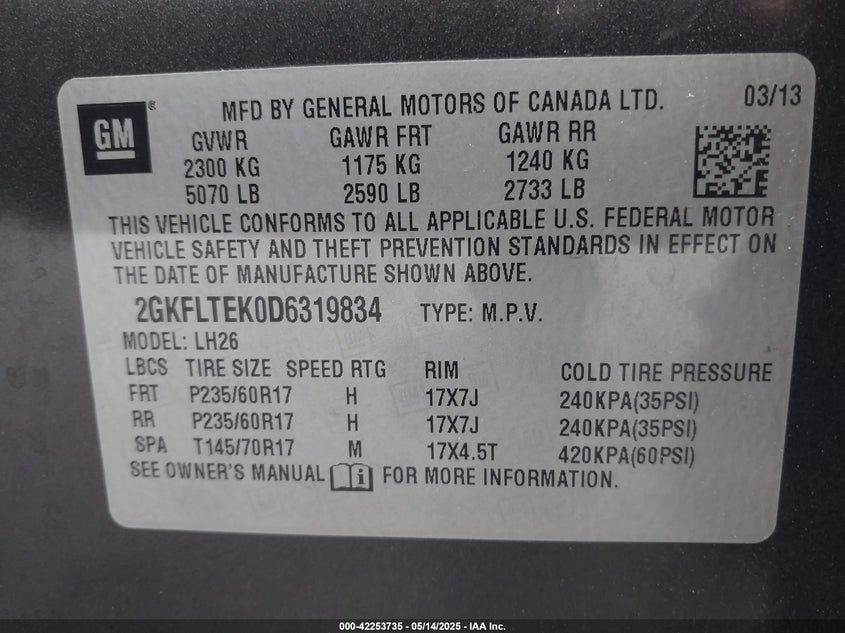 GM
®
MFD BY GENERAL MOTORS OF CANADA LTD. 03/13
GVWR GAWR FRT GAWR RR
2300 KG 1175 KG 1240 KG
5070 LB 2590 LB 2733 LB
THIS VEHICLE CONFORMS TO ALL APPLICABLE U.S. FEDERAL MOTOR
VEHICLE SAFETY AND THEFT PREVENTION STANDARDS IN EFFECT ON
THE DATE OF MANUFACTURE SHOWN ABOVE.
2GKFLTEK0D6319834 TYPE: M.P.V.
MODEL: LH26
LBCS TIRE SIZE SPEED RTG RIM COLD TIRE PRESSURE
FRT P235/60R17 H 17X7J 240KPA(35PSI)
RR P235/60R17 H 17X7J 240KPA(35PSI)
SPA T145/70R17 M 17X4.5T 420KPA(60PSI)
SEE OWNER'S MANUAL i FOR MORE INFORMATION.
000-42253735 - 05/14/2025 - IAA Inc.